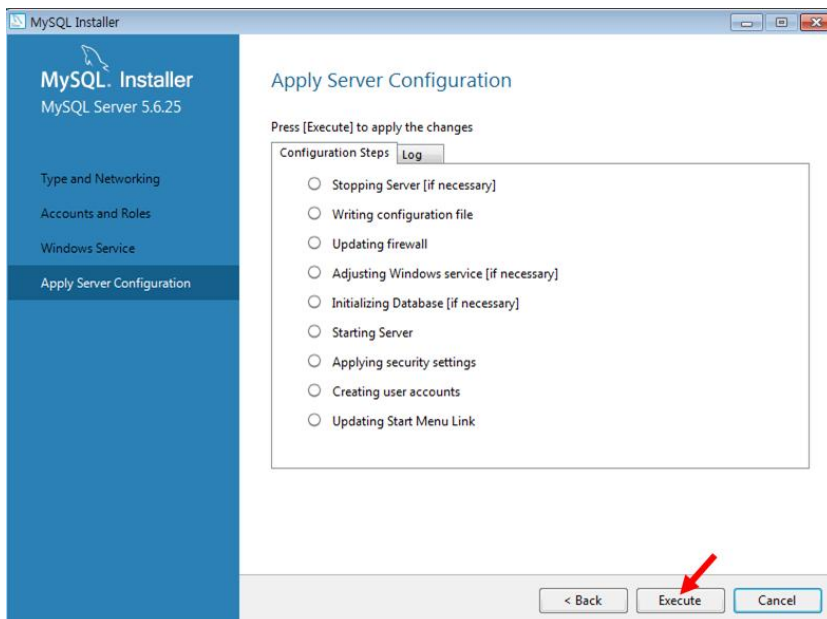 MySQL Installer
MySQL. Installer
MySQL Server 5.6.25
Type and Networking
Accounts and Roles
Windows Service
Apply Server Configuration
Apply Server Configuration
Press [Execute] to apply the changes
Configuration Steps
Log
Stopping Server [if necessary]
Writing configuration file
Updating firewall
Adjusting Windows service [if necessary]
Initializing Database [if necessary]
Starting Server
Applying security settings
Creating user accounts
Updating Start Menu Link
< Back
Execute
Cancel